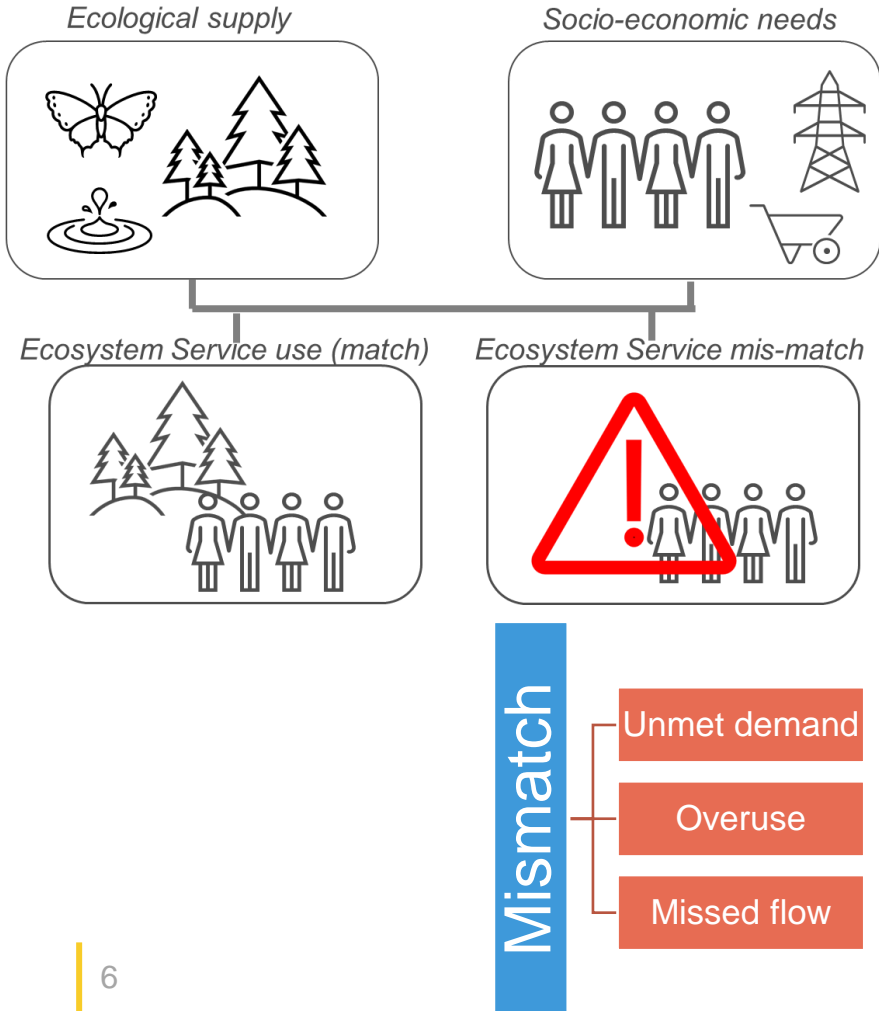 Ecological supply
Socio-economic needs
Ecosystem Service use (match)
Ecosystem Service mis-match
Mismatch
Unmet demand
Overuse
Missed flow
6